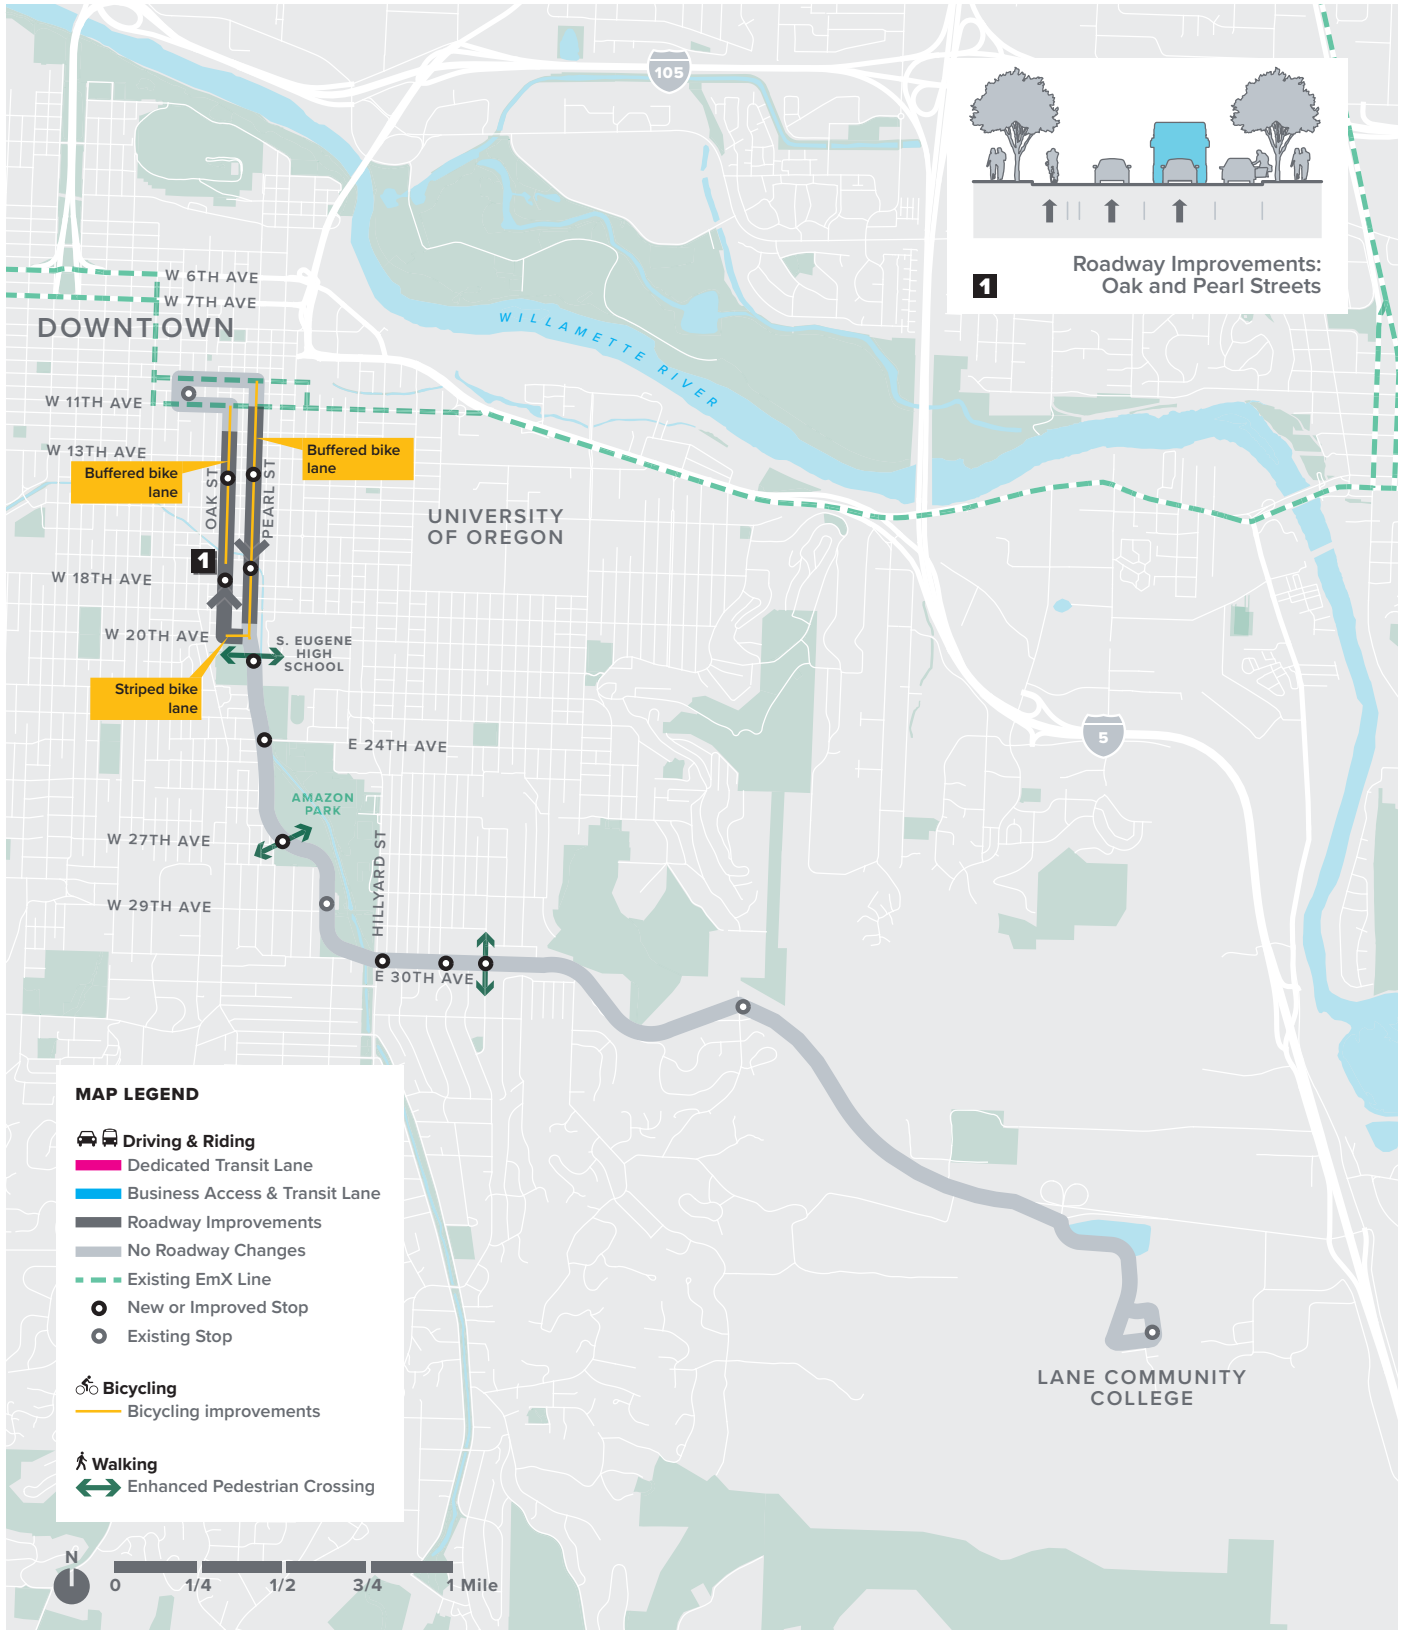 105
Roadway Improvements:
Oak and Pearl Streets
1
W 6TH AVE
W 7TH AVE
DOWNTOWN
WILLAMETTE RIVER
W 11TH AVE
W 13TH AVE
Buffered bike
lane
Buffered bike
lane
OAK ST
PEARL ST
UNIVERSITY
OF OREGON
1
W 18TH AVE
W 20TH AVE
S. EUGENE
HIGH
SCHOOL
Striped bike
lane
5
E 24TH AVE
AMAZON
PARK
W 27TH AVE
HILLYARD ST
W 29TH AVE
E 30TH AVE
MAP LEGEND
Driving & Riding
Dedicated Transit Lane
Business Access & Transit Lane
Roadway Improvements
No Roadway Changes
Existing EmX Line
New or Improved Stop
Existing Stop
Bicycling
Bicycling improvements
Walking
Enhanced Pedestrian Crossing
LANE COMMUNITY
COLLEGE
N
0 1/4 1/2 3/4 1 Mile